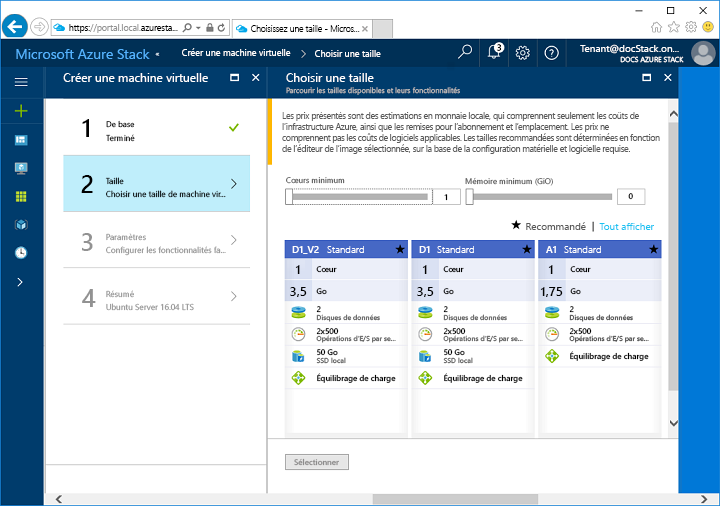 https://portal.local.azuresta...
Choisissez une taille - Micros...
Microsoft Azure Stack
Créer une machine virtuelle
Choisir une taille
3
Tenant@docStack.on...
DOCS AZURE STACK
Créer une machine virtuelle
1
De base
Terminé
2
Taille
Choisir une taille de machine vir...
3
Paramètres
Configurer les fonctionnalités fa...
4
Résumé
Ubuntu Server 16.04 LTS
Choisir une taille
Parcourir les tailles disponibles et leurs fonctionnalités
Les prix présentés sont des estimations en monnaie locale, qui comprennent seulement les coûts de
l'infrastructure Azure, ainsi que les remises pour l'abonnement et l'emplacement. Les prix ne
comprennent pas les coûts de logiciels applicables. Les tailles recommandées sont déterminées en fonction
de l'éditeur de l'image sélectionnée, sur la base de la configuration matérielle et logicielle requise.
Cœurs minimum
1
Mémoire minimum (GiO)
0
★ Recommandé | Tout afficher
D1_V2 Standard ★
1 Cœur
3,5 Go
2
Disques de données
2x500
Opérations d'E/S par se...
50 Go
SSD local
Équilibrage de charge
D1 Standard ★
1 Cœur
3,5 Go
2
Disques de données
2x500
Opérations d'E/S par se...
50 Go
SSD local
Équilibrage de charge
A1 Standard ★
1 Cœur
1,75 Go
2
Disques de données
2x500
Opérations d'E/S par se...
Équilibrage de charge
Sélectionner